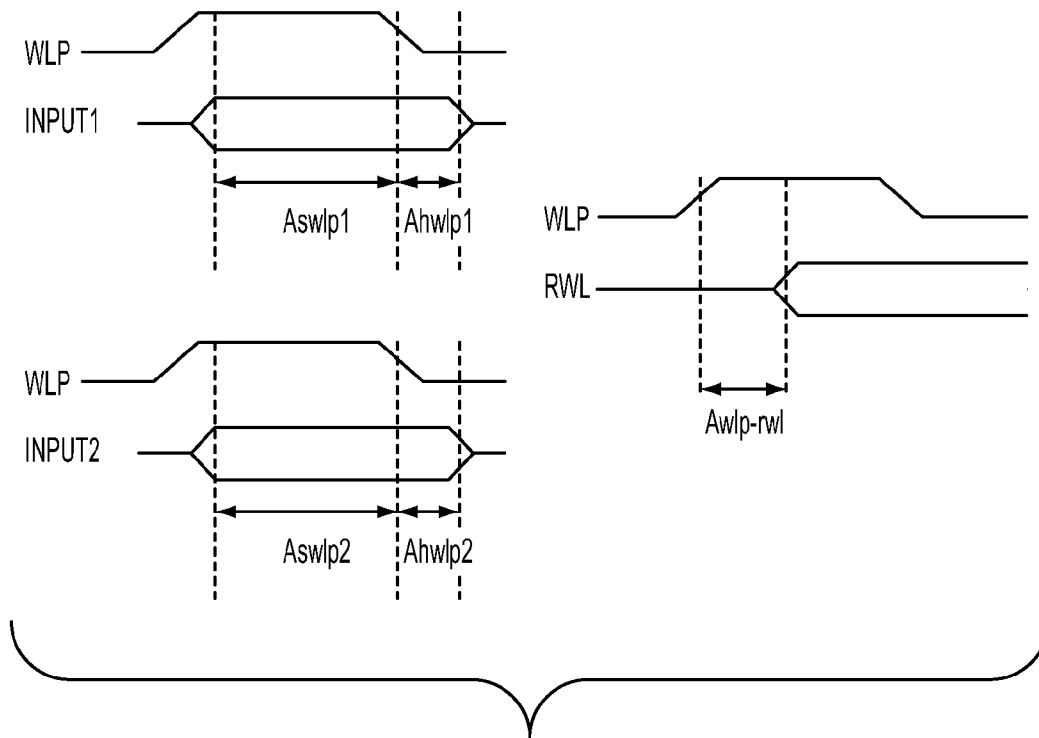 WLP
INPUT1
Aswlp1 Ahwlp1
WLP
INPUT2
Aswlp2 Ahwlp2
WLP
RWL
Awlp-rwl